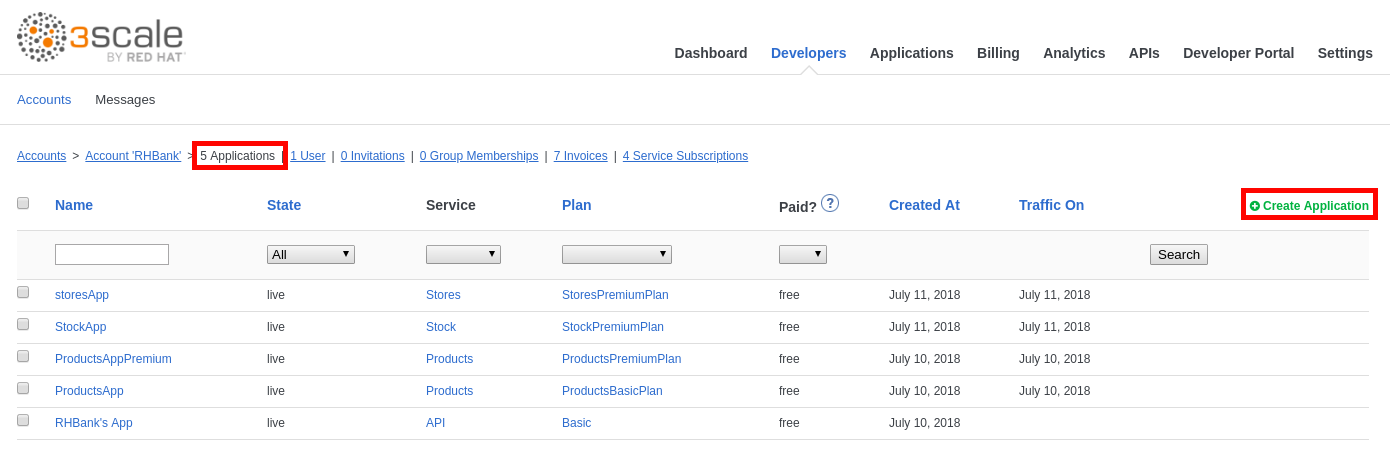 3scale
BY RED HAT
Dashboard Developers Applications Billing Analytics APIs Developer Portal Settings
Accounts Messages
Accounts > Account 'RHBank' > 5 Applications | 1 User | 0 Invitations | 0 Group Memberships | 7 Invoices | 4 Service Subscriptions
Name State Service Plan Paid? ? Created At Traffic On Create Application
All Search
storesApp live Stores StoresPremiumPlan free July 11, 2018 July 11, 2018
StockApp live Stock StockPremiumPlan free July 11, 2018 July 11, 2018
ProductsAppPremium live Products ProductsPremiumPlan free July 10, 2018 July 10, 2018
ProductsApp live Products ProductsBasicPlan free July 10, 2018 July 10, 2018
RHBank's App live API Basic free July 10, 2018